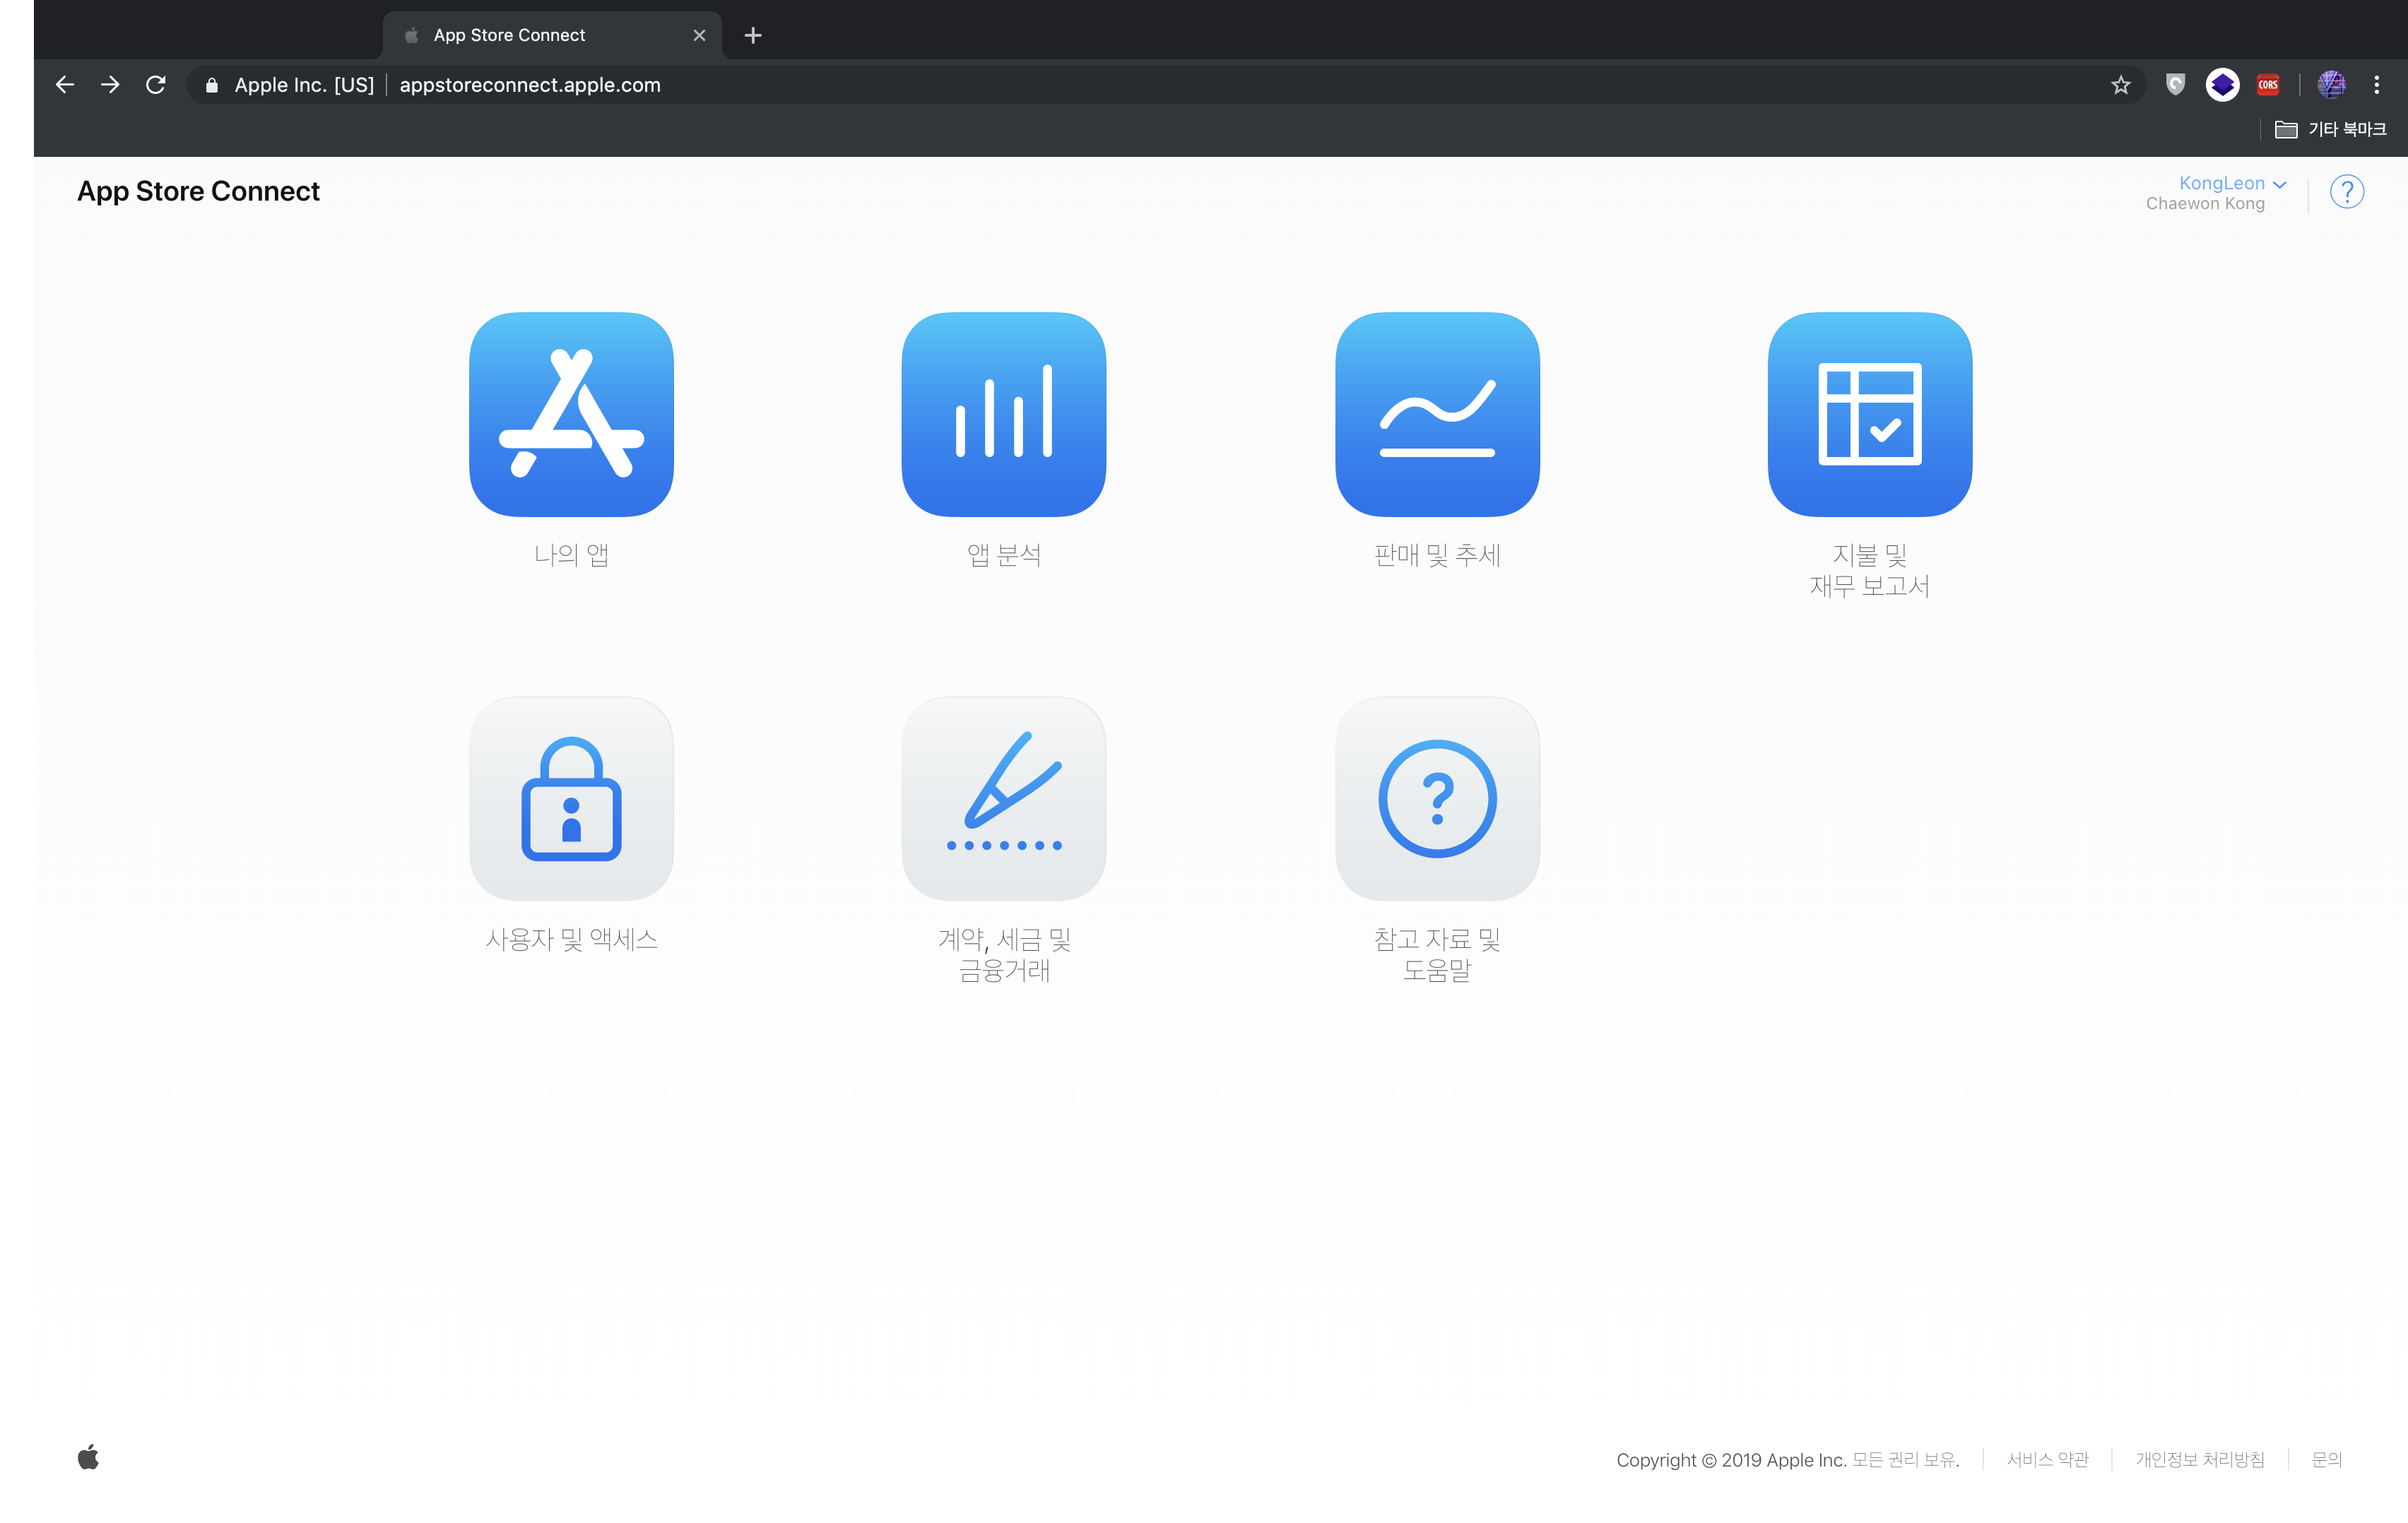 App Store Connect
Apple Inc. [US] appstoreconnect.apple.com
CORS
기타 북마크
App Store Connect
KongLeon
Chaewon Kong
?
나의 앱
앱 분석
판매 및 추세
지불 및
재무 보고서
사용자 및 액세스
계약, 세금 및
금융거래
?
참고 자료 및
도움말
Copyright © 2019 Apple Inc. 모든 권리 보유. 서비스 약관 개인정보 처리방침 문의